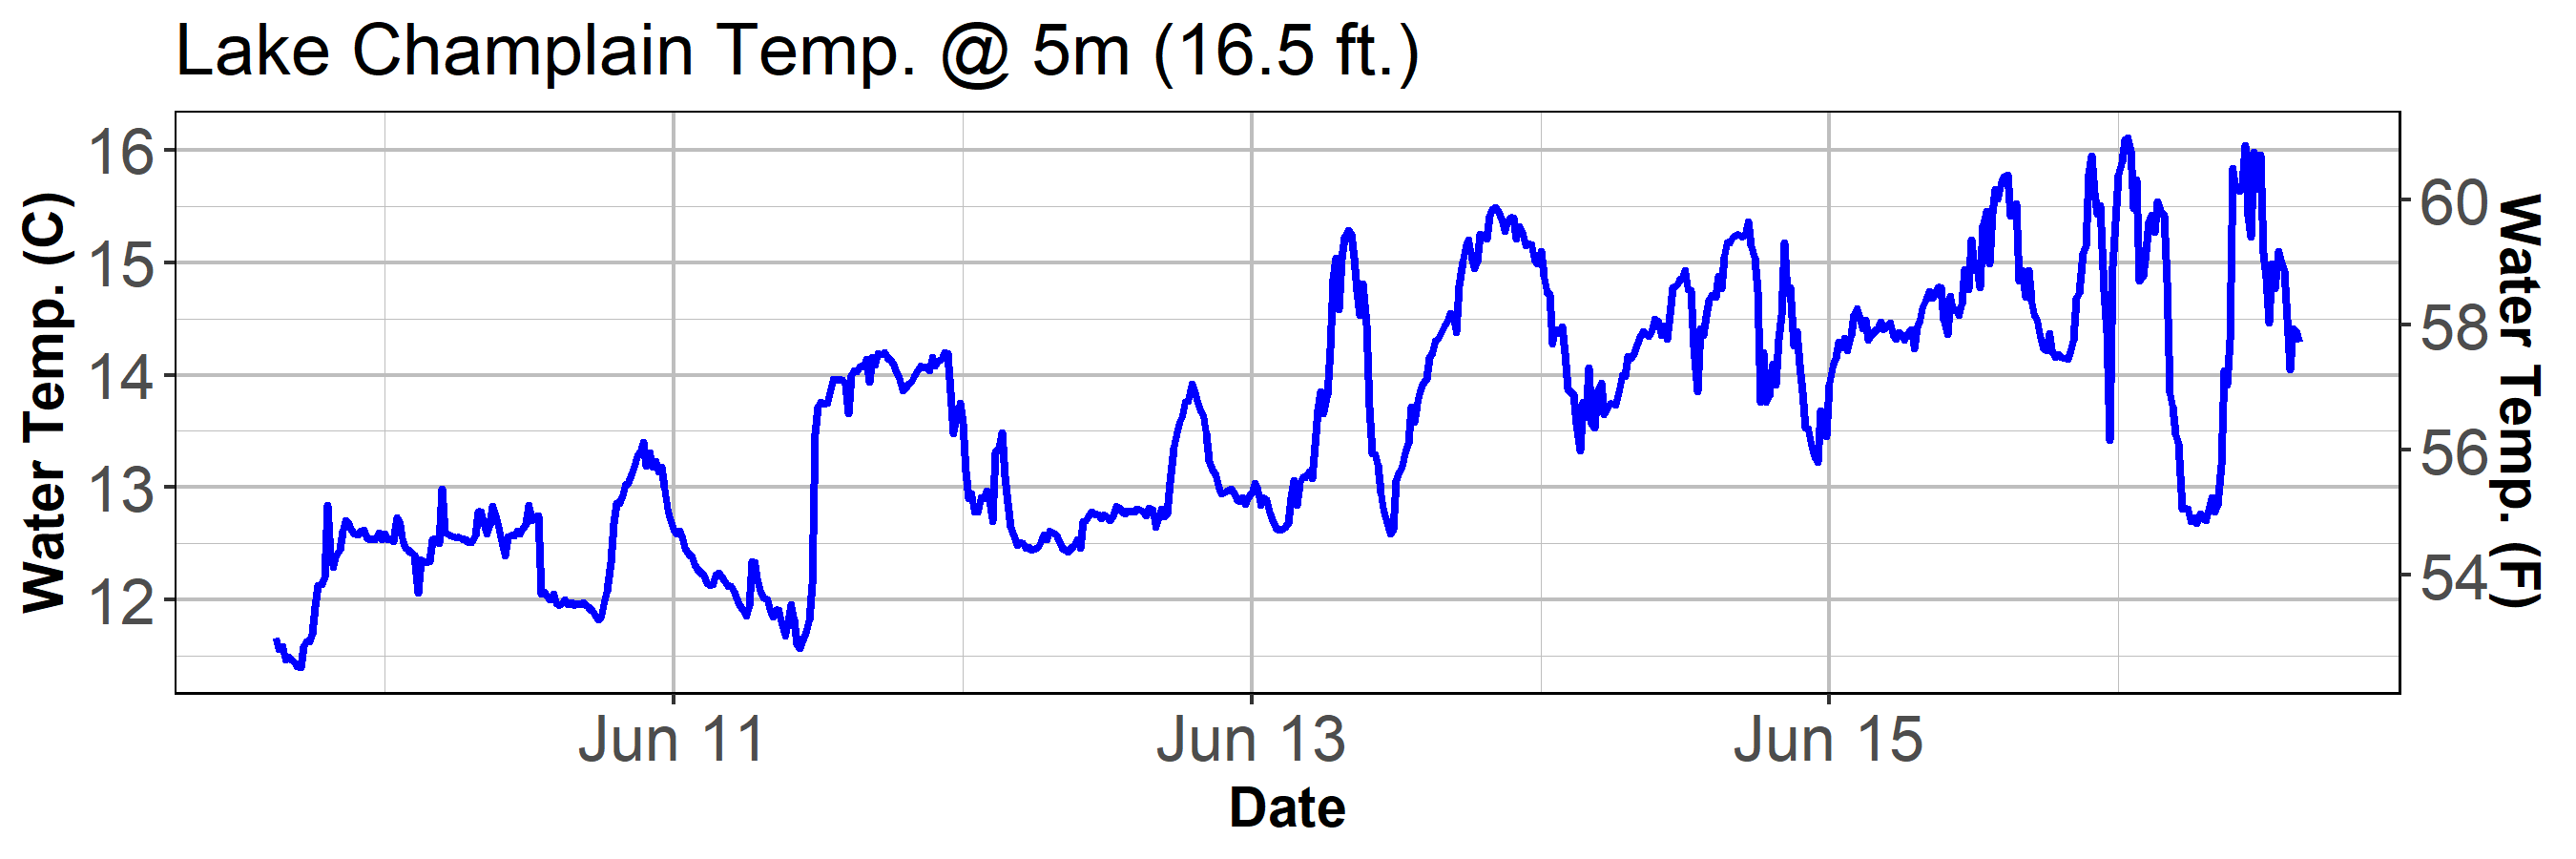 Lake Champlain Temp. @ 5m (16.5 ft.)
Water Temp. (C)
16
15
14
13
12
60
58
56
54
Water Temp. (F)
Jun 11
Jun 13
Jun 15
Date